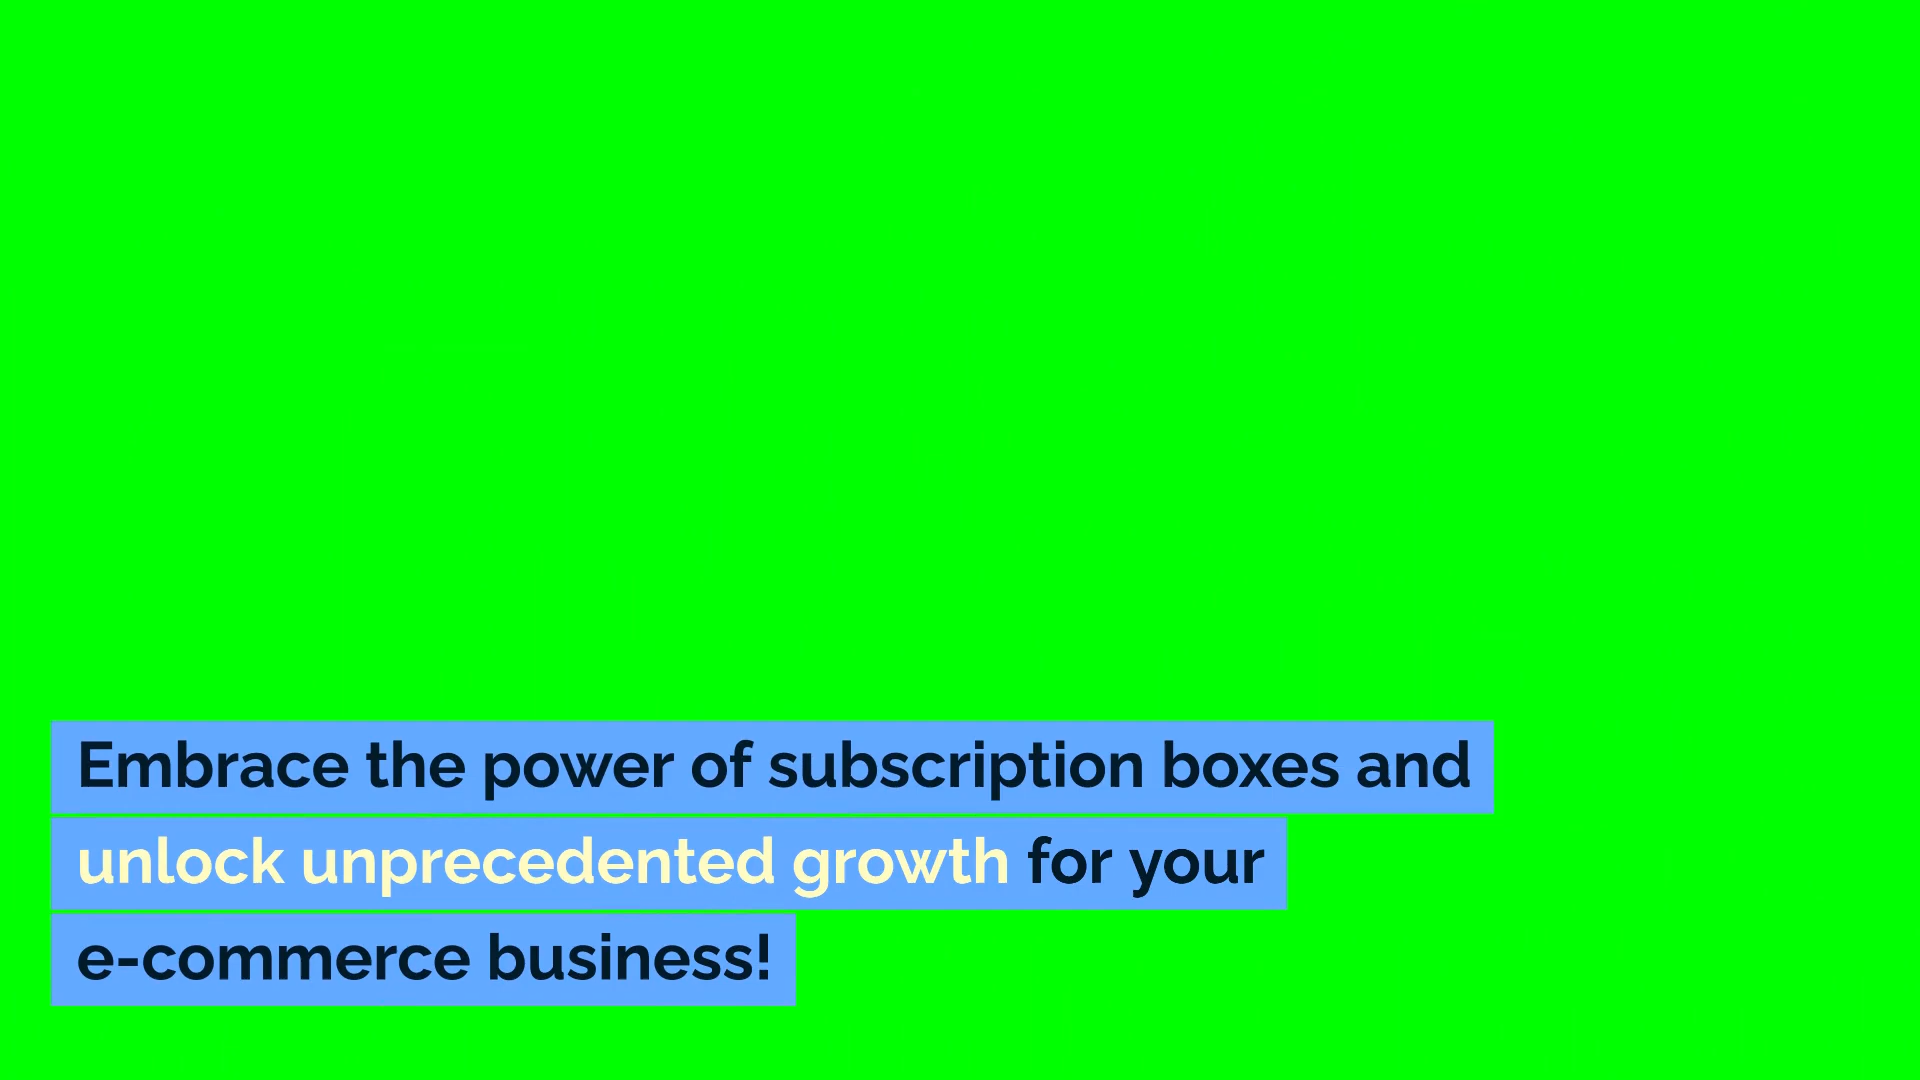 Embrace the power of subscription boxes and
unlock unprecedented growth for your
e-commerce business!